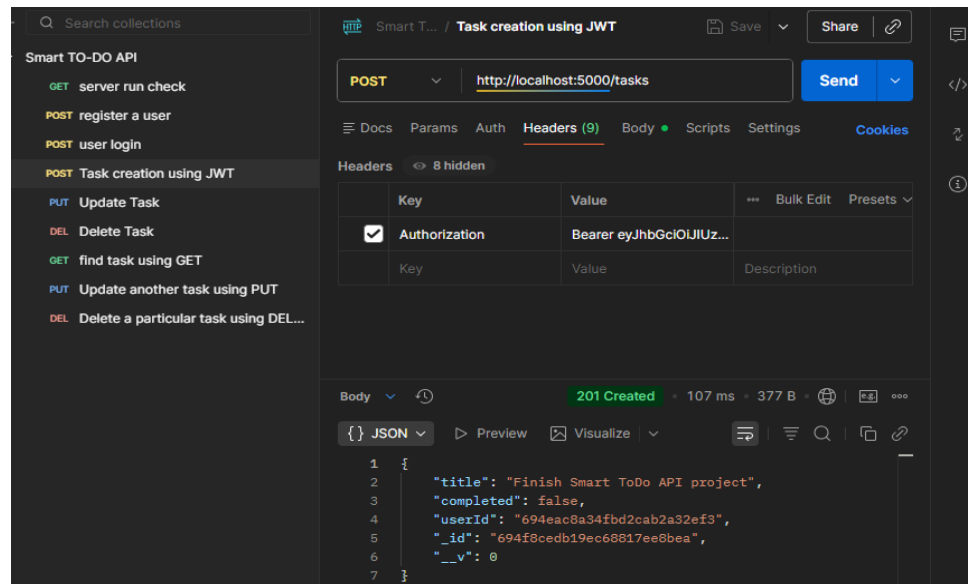 Search collections
Smart TO-DO API
GET server run check
POST register a user
POST user login
POST Task creation using JWT
PUT Update Task
DEL Delete Task
GET find task using GET
PUT Update another task using PUT
DEL Delete a particular task using DEL...
HTTP Smart T... / Task creation using JWT Save Share
POST http://localhost:5000/tasks Send
Docs Params Auth Headers (9) Body Scripts Settings Cookies
Headers 8 hidden
Key Value Bulk Edit Presets
Authorization Bearer eyJhbGciOiJIUz...
Key Value Description
Body 201 Created 107 ms 377 B e.g.
{} JSON Preview Visualize
1 {
2 "title": "Finish Smart ToDo API project",
3 "completed": false,
4 "userId": "694eac8a34fbd2cab2a32ef3",
5 "_id": "694f8cedb19ec68817ee8bea",
6 "__v": 0
7 }